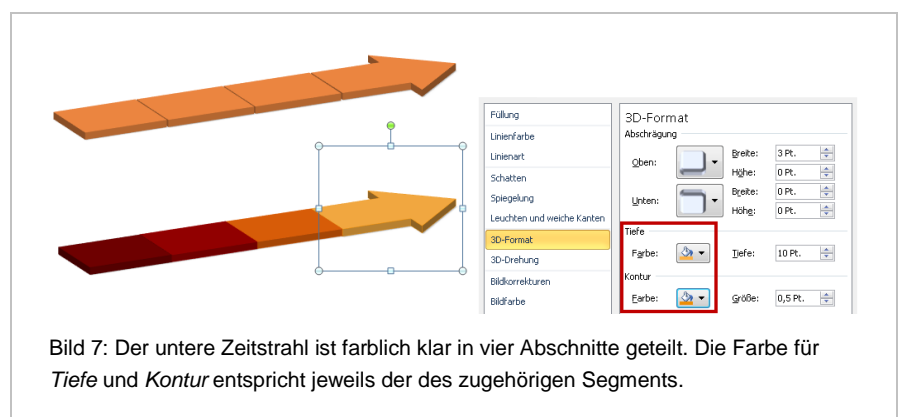 Füllung
Linienfarbe
Linienart
Schatten
Spiegelung
Leuchten und weiche Kanten
3D-Format
3D-Drehung
Bildkorrekturen
Bildfarbe
3D-Format
Abschrägung
Oben: Breite: 3 Pt.
Höhe: 0 Pt.
Unten: Breite: 0 Pt.
Höhe: 0 Pt.
Tiefe
Farbe: Tiefe: 10 Pt.
Kontur
Farbe: Größe: 0,5 Pt.
Bild 7: Der untere Zeitstrahl ist farblich klar in vier Abschnitte geteilt. Die Farbe für
Tiefe und Kontur entspricht jeweils der des zugehörigen Segments.